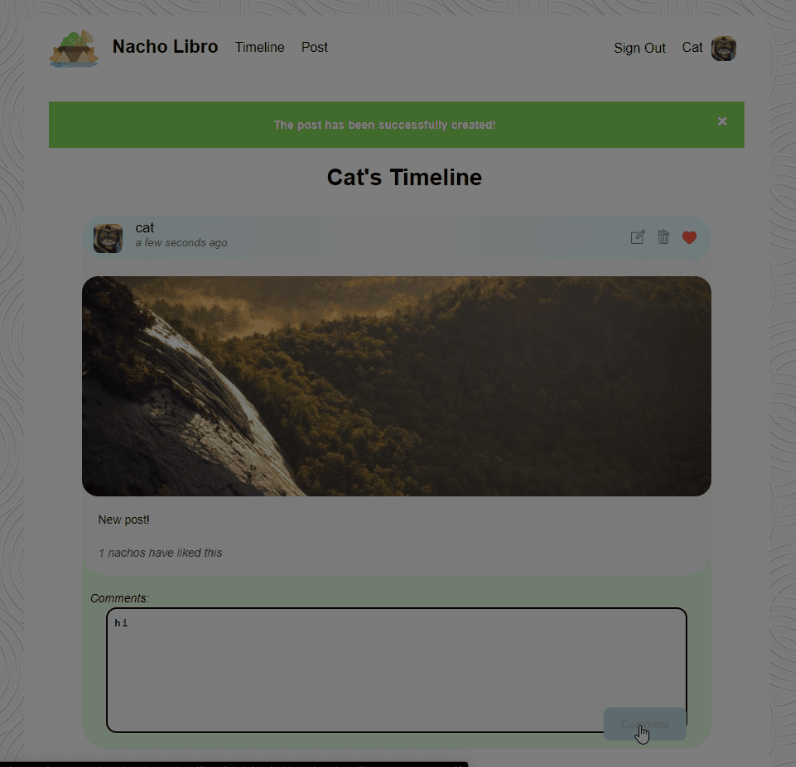 Nacho Libro Timeline Post Sign Out Cat
The post has been successfully created! ×
Cat's Timeline
cat
a few seconds ago
New post!
1 nachos have liked this
Comments:
hi
Comment